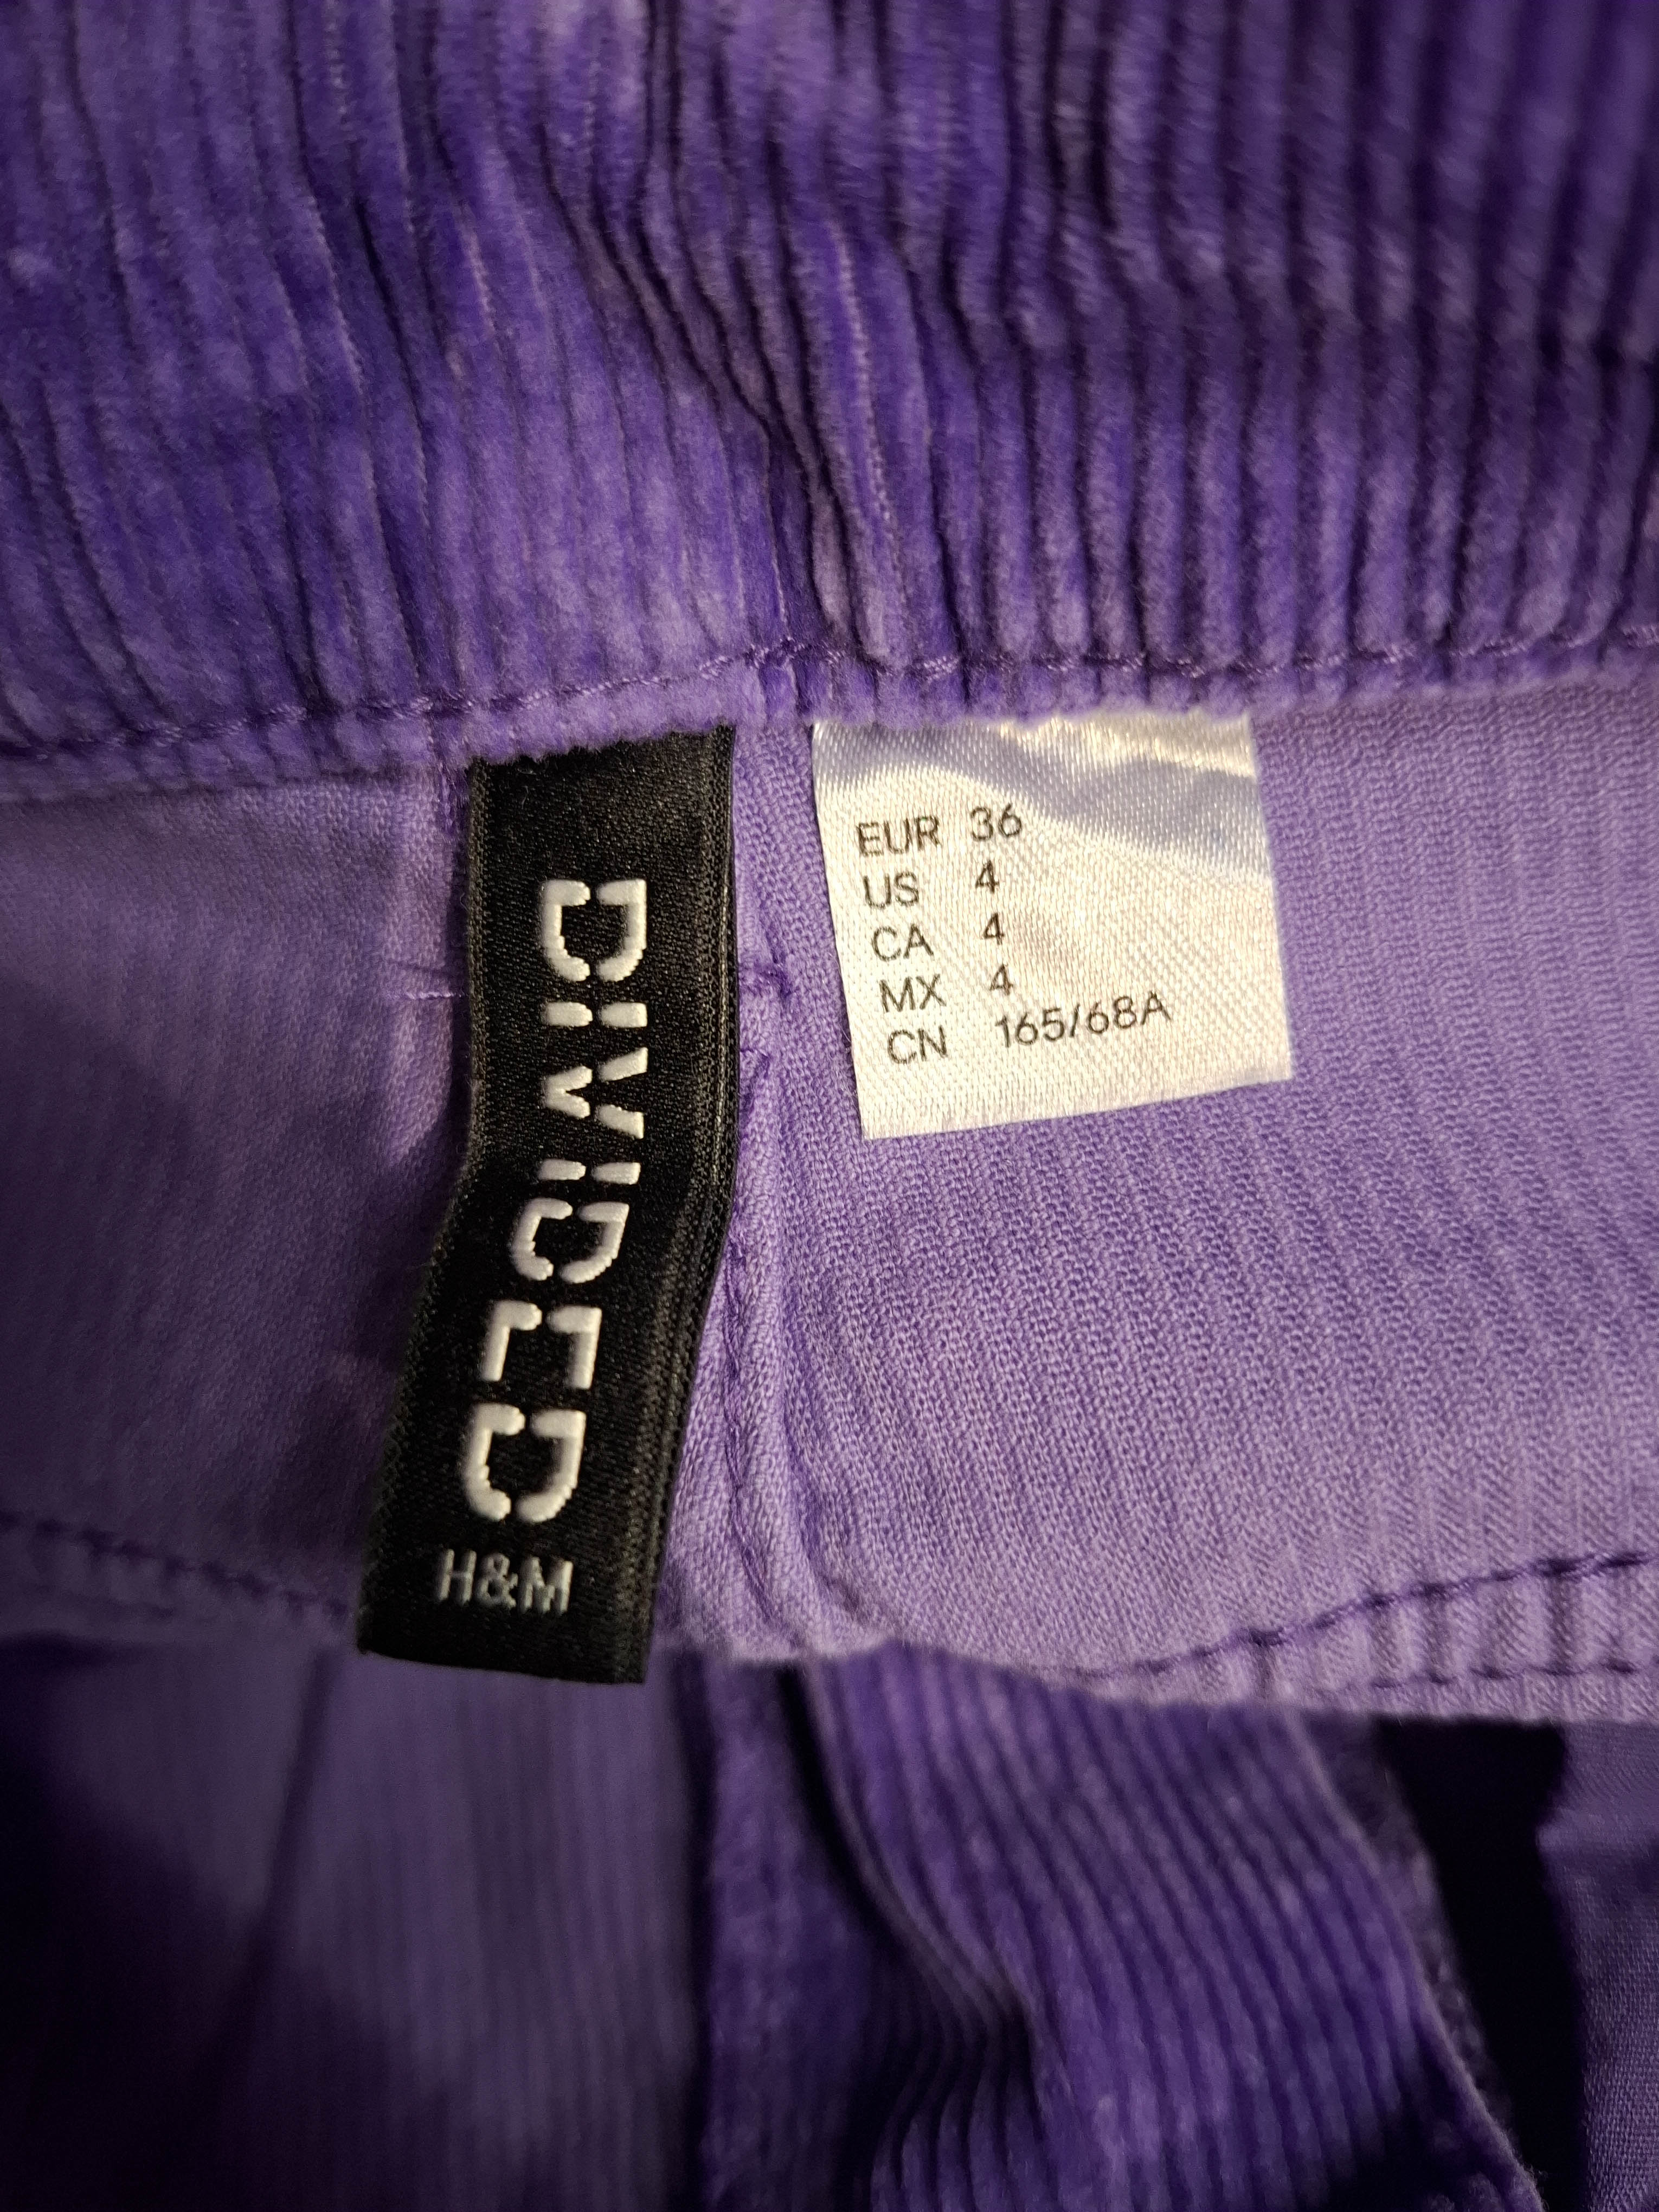 DIVIDED
H&M
EUR 36
US 4
CA 4
MX 4
CN 165/68A